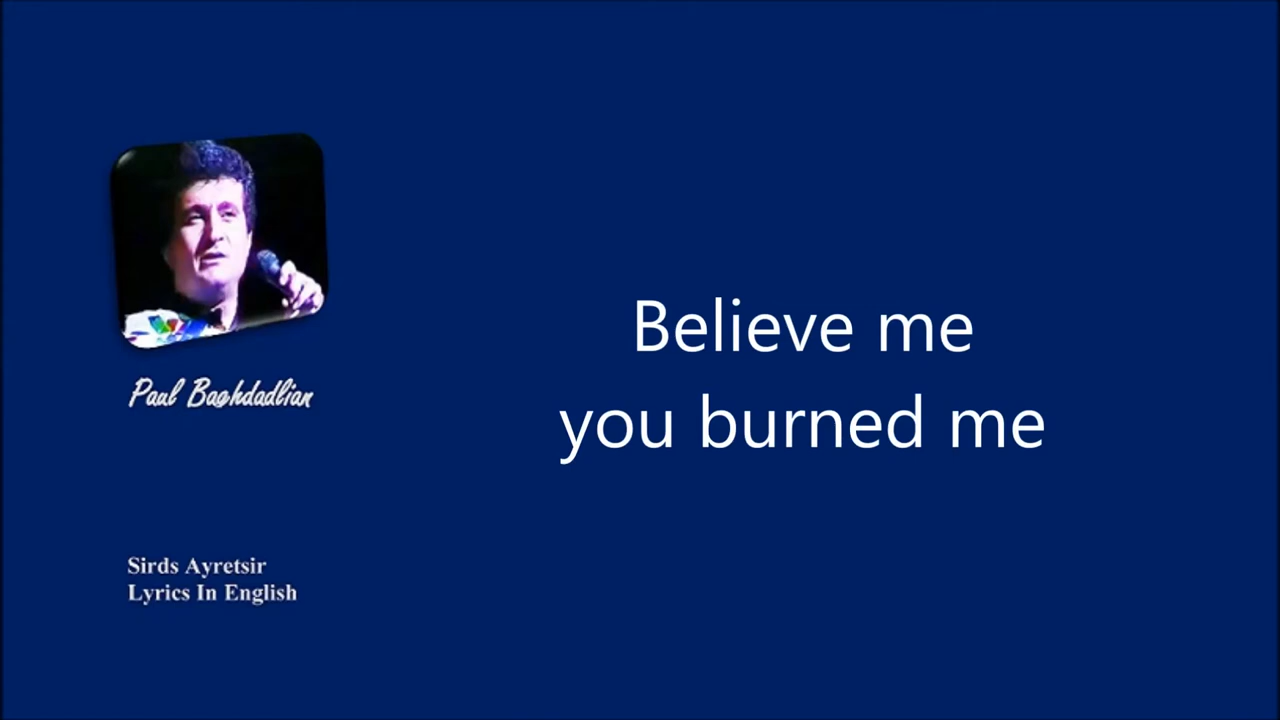 Believe me
you burned me
Paul Baghdadlian
Sirds Ayretsir
Lyrics In English